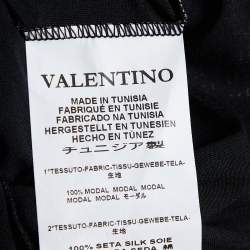 VALENTINO
MADE IN TUNISIA
FABRIQUÉ EN TUNISIE
FABRICADO EN TUNISIA
HERGESTELLT EN TUNESIEN
HECHO EN TÚNEZ
チュニジア製
1°TESSUTO-FABRIC-TISSU-GEWEBE-TELA-
生地
100% MODAL MODAL MODAL
MODAL MODAL モダール
2°TESSUTO-FABRIC-TISSU-GEWEBE-TELA-
生地
100% SETA SILK SOIE